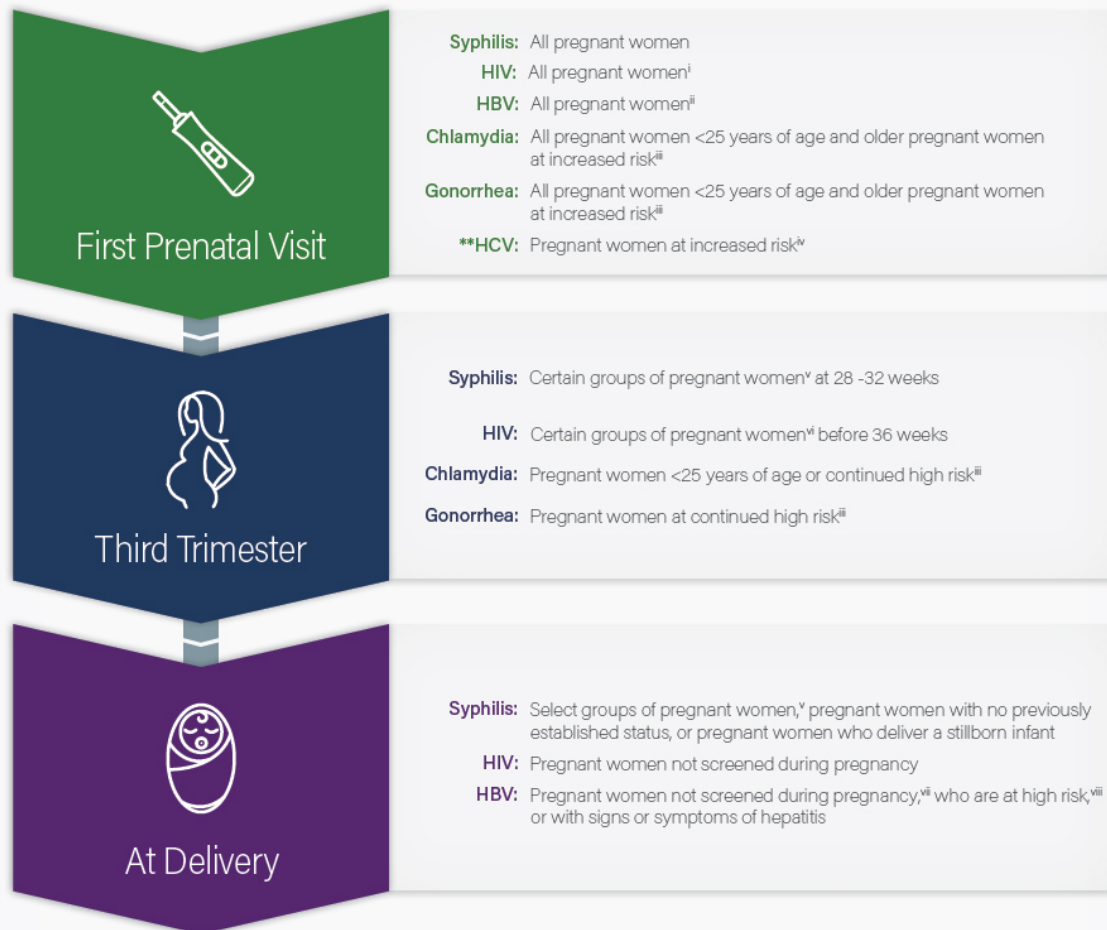 Syphilis: All pregnant women
HIV: All pregnant womenⁱ
HBV: All pregnant womenⁱⁱ
Chlamydia: All pregnant women <25 years of age and older pregnant women
at increased riskⁱⁱⁱ
Gonorrhea: All pregnant women <25 years of age and older pregnant women
at increased riskⁱⁱⁱ
**HCV: Pregnant women at increased riskⁱᵛ
First Prenatal Visit
Syphilis: Certain groups of pregnant womenᵛ at 28 -32 weeks
HIV: Certain groups of pregnant womenᵛⁱ before 36 weeks
Chlamydia: Pregnant women <25 years of age or continued high riskⁱⁱⁱ
Gonorrhea: Pregnant women at continued high riskⁱⁱⁱ
Third Trimester
Syphilis: Select groups of pregnant women,ᵛ pregnant women with no previously
established status, or pregnant women who deliver a stillborn infant
HIV: Pregnant women not screened during pregnancy
HBV: Pregnant women not screened during pregnancy,ᵛⁱⁱ who are at high risk,ᵛⁱⁱⁱ
or with signs or symptoms of hepatitis
At Delivery